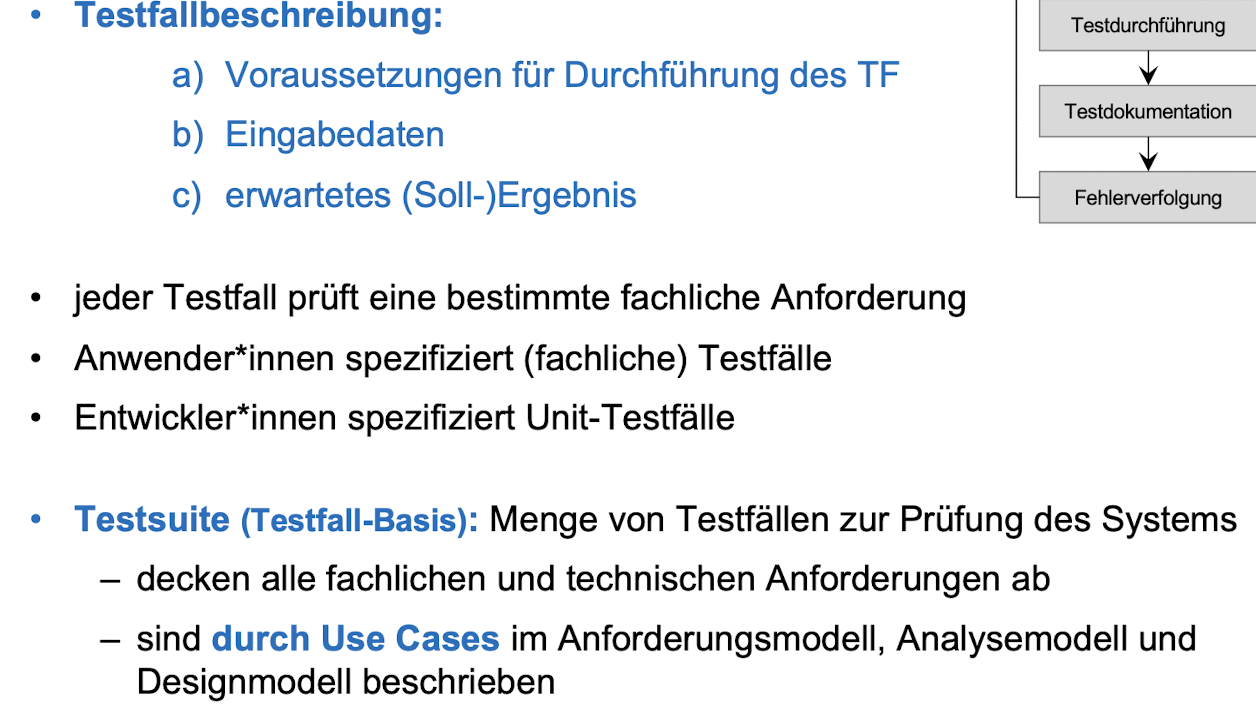 • Testfallbeschreibung:
a) Voraussetzungen für Durchführung des TF
b) Eingabedaten
c) erwartetes (Soll-)Ergebnis
• jeder Testfall prüft eine bestimmte fachliche Anforderung
• Anwender*innen spezifiziert (fachliche) Testfälle
• Entwickler*innen spezifiziert Unit-Testfälle
• Testsuite (Testfall-Basis): Menge von Testfällen zur Prüfung des Systems
– decken alle fachlichen und technischen Anforderungen ab
– sind durch Use Cases im Anforderungsmodell, Analysemodell und
Designmodell beschrieben
Testdurchführung
Testdokumentation
Fehlerverfolgung